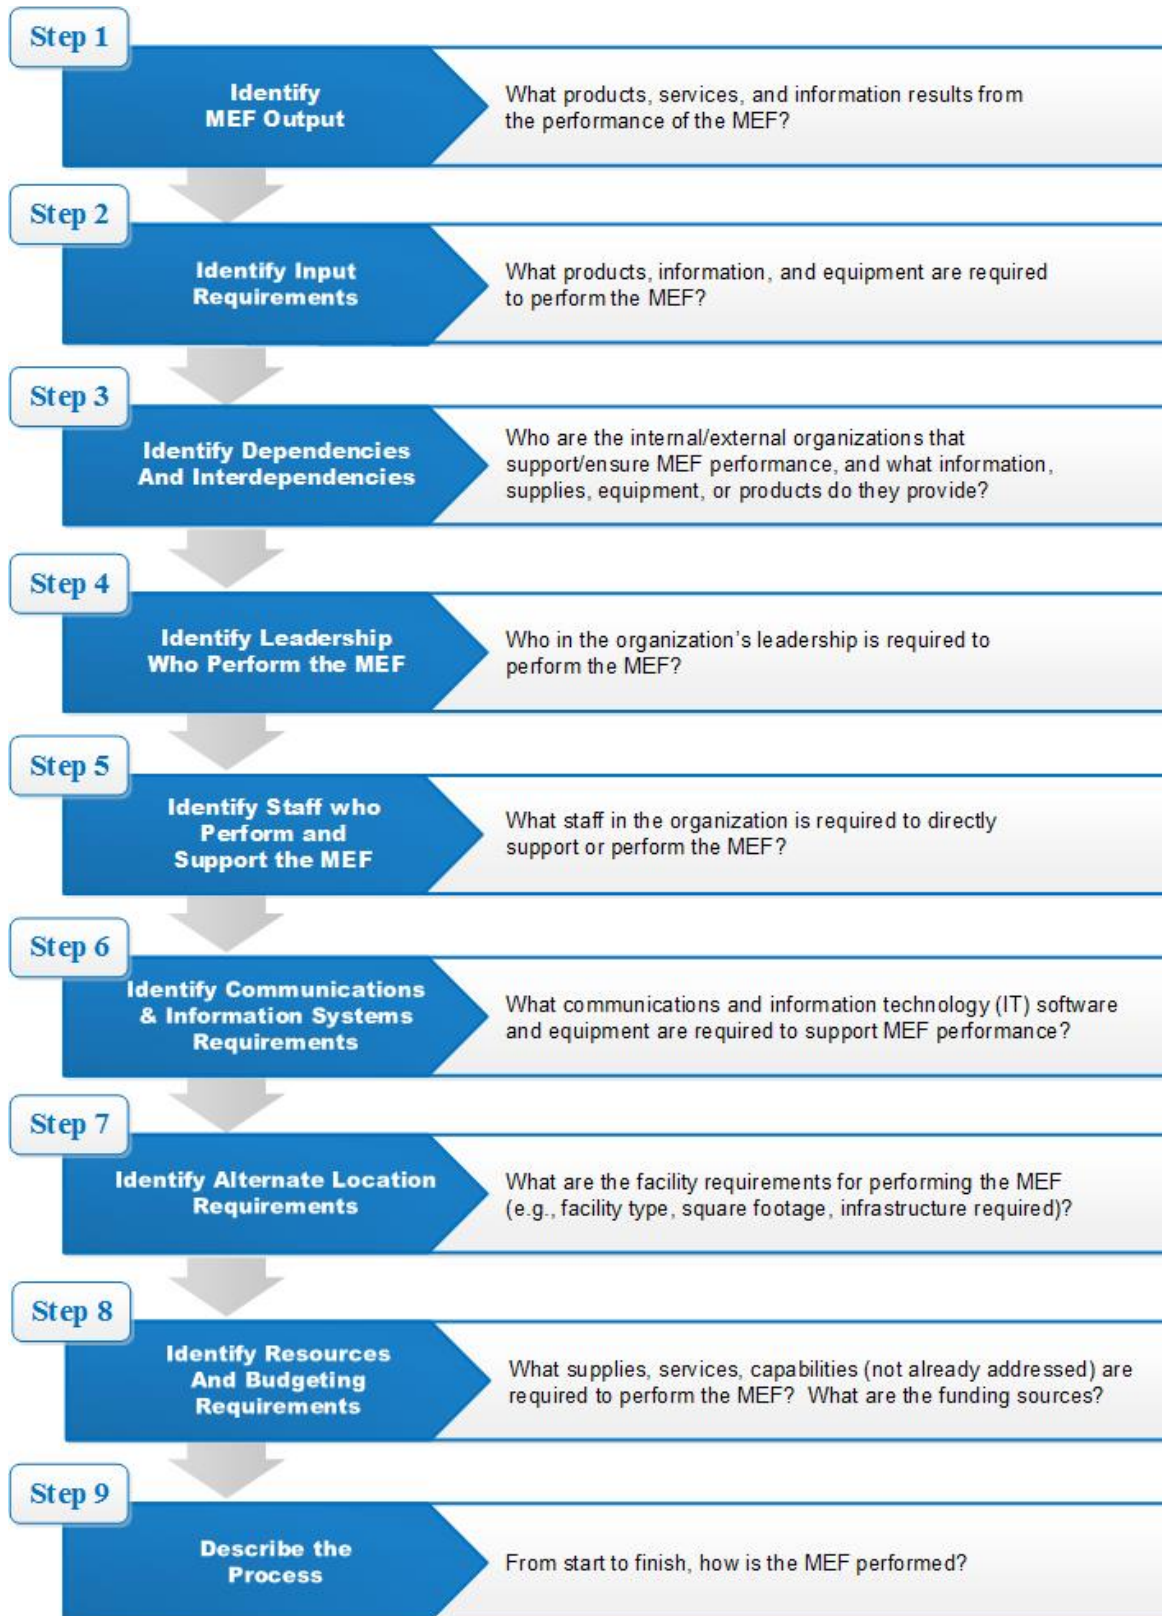 Step 1
Identify
MEF Output
What products, services, and information results from
the performance of the MEF?
Step 2
Identify Input
Requirements
What products, information, and equipment are required
to perform the MEF?
Step 3
Identify Dependencies
And Interdependencies
Who are the internal/external organizations that
support/ensure MEF performance, and what information,
supplies, equipment, or products do they provide?
Step 4
Identify Leadership
Who Perform the MEF
Who in the organization's leadership is required to
perform the MEF?
Step 5
Identify Staff who
Perform and
Support the MEF
What staff in the organization is required to directly
support or perform the MEF?
Step 6
Identify Communications
& Information Systems
Requirements
What communications and information technology (IT) software
and equipment are required to support MEF performance?
Step 7
Identify Alternate Location
Requirements
What are the facility requirements for performing the MEF
(e.g., facility type, square footage, infrastructure required)?
Step 8
Identify Resources
And Budgeting
Requirements
What supplies, services, capabilities (not already addressed) are
required to perform the MEF?  What are the funding sources?
Step 9
Describe the
Process
From start to finish, how is the MEF performed?